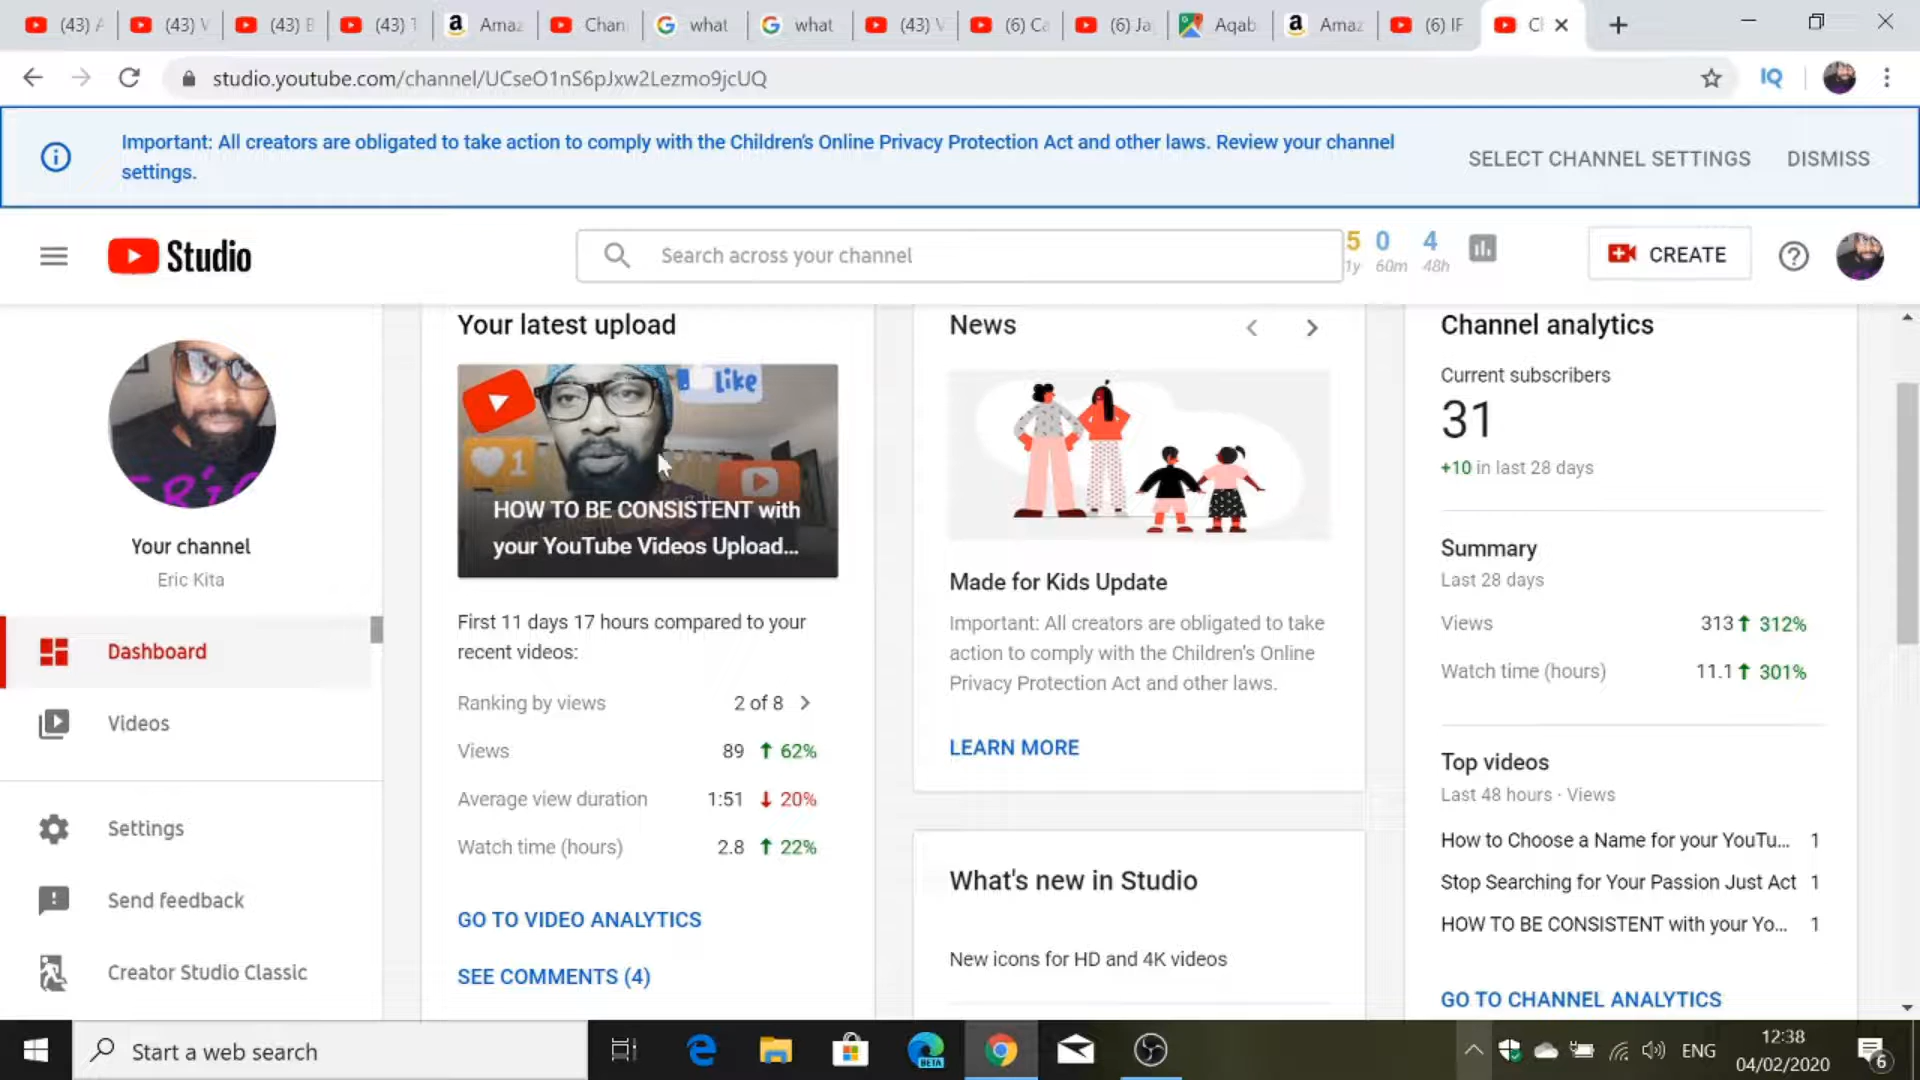 (43) A
(43) V
(43) E
(43) 1
Amaz
Chan
what
what
(43) V
(6) Ca
(6) Ja
Aqab
Amaz
(6) IF
studio.youtube.com/channel/UCseO1nS6pJxw2Lezmo9jcUQ
IQ
Important: All creators are obligated to take action to comply with the Children's Online Privacy Protection Act and other laws. Review your channel
settings.
SELECT CHANNEL SETTINGS
DISMISS
Studio
Search across your channel
5 0 4
1y 60m 48h
CREATE
Your channel
Eric Kita
Dashboard
Videos
Settings
Send feedback
Creator Studio Classic
Your latest upload
like
1
HOW TO BE CONSISTENT with
your YouTube Videos Upload...
First 11 days 17 hours compared to your
recent videos:
Ranking by views 2 of 8
Views 89 62%
Average view duration 1:51 20%
Watch time (hours) 2.8 22%
GO TO VIDEO ANALYTICS
SEE COMMENTS (4)
News
Made for Kids Update
Important: All creators are obligated to take
action to comply with the Children's Online
Privacy Protection Act and other laws.
LEARN MORE
What's new in Studio
New icons for HD and 4K videos
Channel analytics
Current subscribers
31
+10 in last 28 days
Summary
Last 28 days
Views 313 312%
Watch time (hours) 11.1 301%
Top videos
Last 48 hours · Views
How to Choose a Name for your YouTu... 1
Stop Searching for Your Passion Just Act 1
HOW TO BE CONSISTENT with your Yo... 1
GO TO CHANNEL ANALYTICS
Start a web search
BETA
ENG
12:38
04/02/2020
6